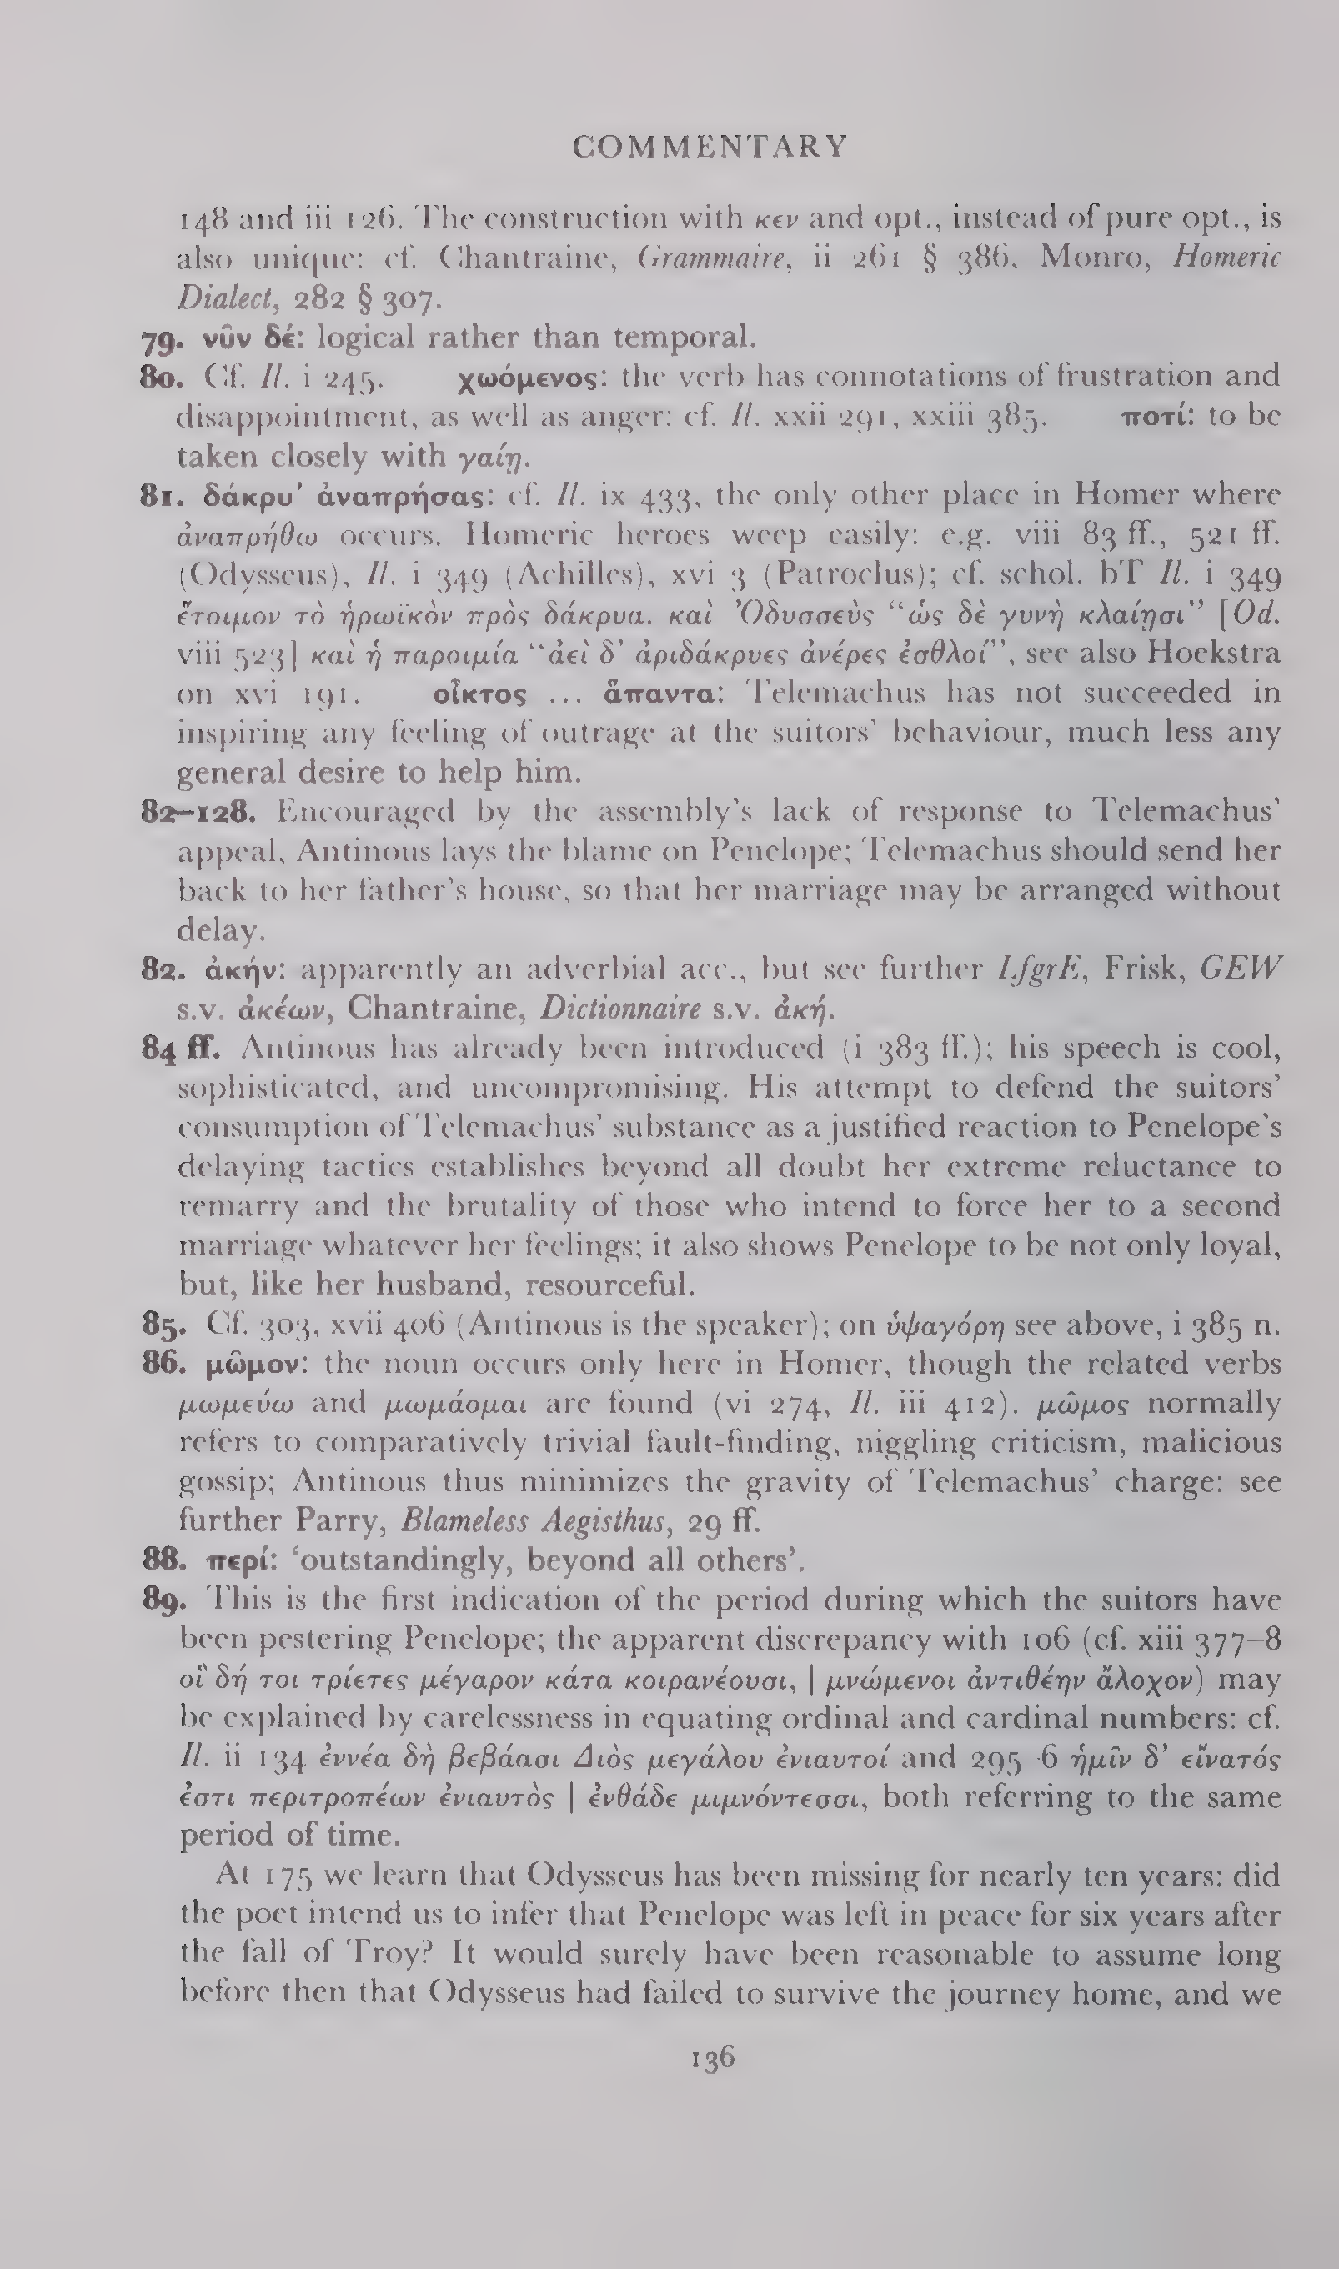 COMMENTARY
148 and iii 126. The construction with κεν and opt., instead of pure opt., is
also unique: cf. Chantraine, Grammaire, ii 261 § 386, Monro, Homeric
Dialect, 282 § 307.
79. νῦν δέ: logical rather than temporal.
80. Cf. Il. i 245. χωόμενος: the verb has connotations of frustration and
disappointment, as well as anger: cf. Il. xxii 291, xxiii 385. ποτί: to be
taken closely with γαίῃ.
81. δάκρυ' ἀναπρήσας: cf. Il. ix 433, the only other place in Homer where
ἀναπρήθω occurs. Homeric heroes weep easily: e.g. viii 83 ff., 521 ff.
(Odysseus), Il. i 349 (Achilles), xvi 3 (Patroclus); cf. schol. bT Il. i 349
ἕτοιμον τὸ ἡρωϊκὸν πρὸς δάκρυα. καὶ Ὀδυσσεὺς “ὡς δὲ γυνὴ κλαίῃσι” [Od.
viii 523] καὶ ἡ παροιμία “ἀεὶ δ’ ἀριδάκρυες ἀνέρες ἐσθλοί”, see also Hoekstra
on xvi 191. οἶκτος ... ἅπαντα: Telemachus has not succeeded in
inspiring any feeling of outrage at the suitors’ behaviour, much less any
general desire to help him.
82–128. Encouraged by the assembly’s lack of response to Telemachus’
appeal, Antinous lays the blame on Penelope; Telemachus should send her
back to her father’s house, so that her marriage may be arranged without
delay.
82. ἀκήν: apparently an adverbial acc., but see further LfgrE, Frisk, GEW
s.v. ἀκέων, Chantraine, Dictionnaire s.v. ἀκή.
84 ff. Antinous has already been introduced (i 383 ff.); his speech is cool,
sophisticated, and uncompromising. His attempt to defend the suitors’
consumption of Telemachus’ substance as a justified reaction to Penelope’s
delaying tactics establishes beyond all doubt her extreme reluctance to
remarry and the brutality of those who intend to force her to a second
marriage whatever her feelings; it also shows Penelope to be not only loyal,
but, like her husband, resourceful.
85. Cf. 303, xvii 406 (Antinous is the speaker); on ὑψαγόρη see above, i 385 n.
86. μῶμον: the noun occurs only here in Homer, though the related verbs
μωμεύω and μωμάομαι are found (vi 274, Il. iii 412). μῶμος normally
refers to comparatively trivial fault-finding, niggling criticism, malicious
gossip; Antinous thus minimizes the gravity of Telemachus’ charge: see
further Parry, Blameless Aegisthus, 29 ff.
88. περί: ‘outstandingly, beyond all others’.
89. This is the first indication of the period during which the suitors have
been pestering Penelope; the apparent discrepancy with 106 (cf. xiii 377–8
οἳ δή τοι τρίετες μέγαρον κάτα κοιρανέουσι, | μνώμενοι ἀντιθέην ἄλοχον) may
be explained by carelessness in equating ordinal and cardinal numbers: cf.
Il. ii 134 ἐννέα δὴ βεβάασι Διὸς μεγάλου ἐνιαυτοί and 295–6 ἡμῖν δ’ εἴνατός
ἐστι περιτροπέων ἐνιαυτὸς | ἐνθάδε μιμνόντεσσι, both referring to the same
period of time.
At 175 we learn that Odysseus has been missing for nearly ten years: did
the poet intend us to infer that Penelope was left in peace for six years after
the fall of Troy? It would surely have been reasonable to assume long
before then that Odysseus had failed to survive the journey home, and we
136